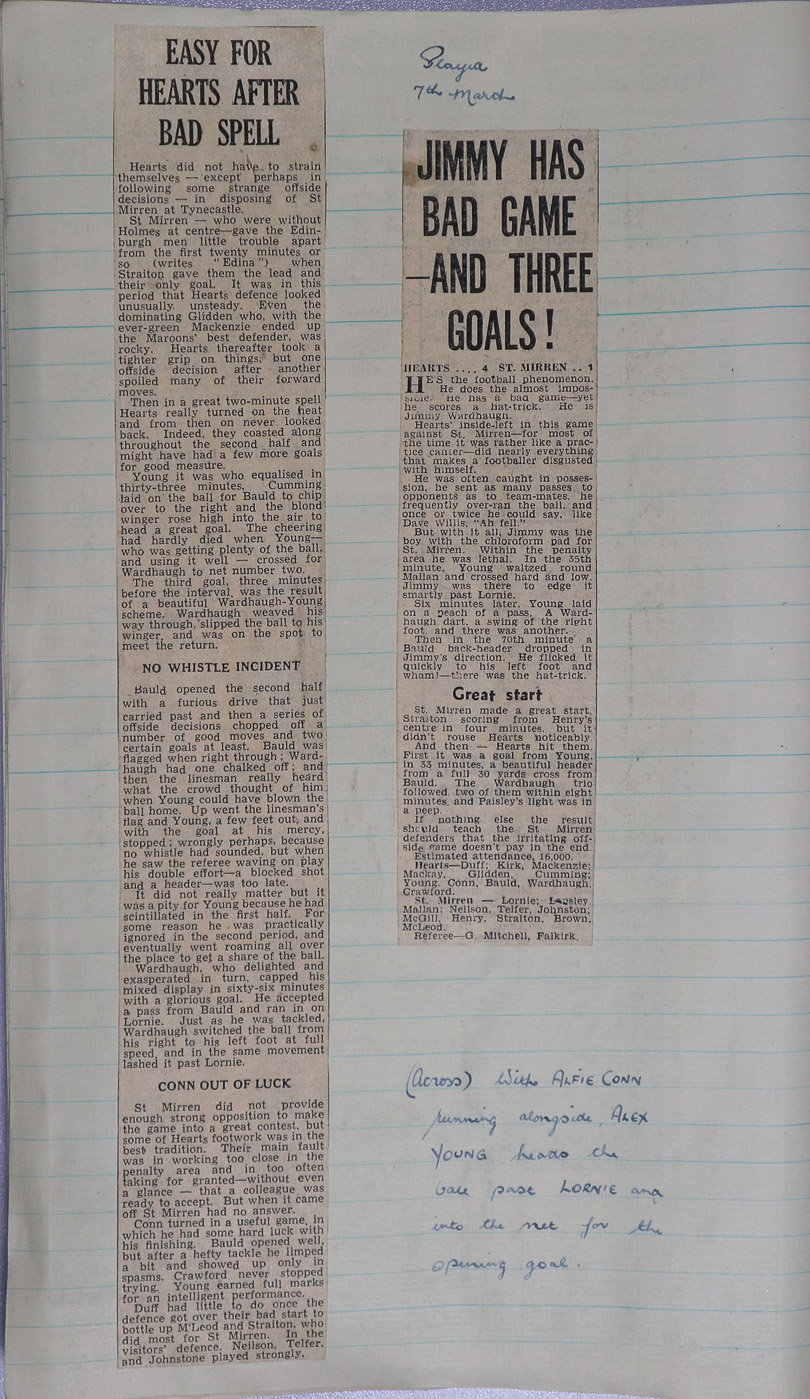 EASY FOR
HEARTS AFTER
BAD SPELL
Hearts did not have to strain
themselves — except perhaps in
following some strange offside
decisions — in disposing of St
Mirren at Tynecastle.
St Mirren — who were without
Holmes at centre—gave the Edin-
burgh men little trouble apart
from the first twenty minutes or
so (writes "Edina") when
Straiton gave them the lead and
their only goal. It was in this
period that Hearts defence looked
unusually unsteady. Even the
dominating Glidden who, with the
ever-green Mackenzie ended up
the Maroons' best defender, was
rocky. Hearts thereafter took a
tighter grip on things, but one
offside decision after another
spoiled many of their forward
moves.
Then in a great two-minute spell
Hearts really turned on the heat
and from then on never looked
back. Indeed, they coasted along
throughout the second half and
might have had a few more goals
for good measure.
Young it was who equalised in
thirty-three minutes. Cumming
laid on the ball for Bauld to chip
over to the right and the blond
winger rose high into the air to
head a great goal. The cheering
had hardly died when Young—
who was getting plenty of the ball,
and using it well — crossed for
Wardhaugh to net number two.
The third goal, three minutes
before the interval, was the result
of a beautiful Wardhaugh-Young
scheme. Wardhaugh weaved his
way through, slipped the ball to his
winger, and was on the spot to
meet the return.
NO WHISTLE INCIDENT
Bauld opened the second half
with a furious drive that just
carried past and then a series of
offside decisions chopped off a
number of good moves and two
certain goals at least. Bauld was
flagged when right through; Ward-
haugh had one chalked off; and
then the linesman really heard
what the crowd thought of him
when Young could have blown the
ball home. Up went the linesman's
flag and Young, a few feet out, and
with the goal at his mercy,
stopped; wrongly perhaps, because
no whistle had sounded, but when
he saw the referee waving on play
his double effort—a blocked shot
and a header—was too late.
It did not really matter but it
was a pity for Young because he had
scintillated in the first half. For
some reason he was practically
ignored in the second period, and
eventually went roaming all over
the place to get a share of the ball.
Wardhaugh, who delighted and
exasperated in turn, capped his
mixed display in sixty-six minutes
with a glorious goal. He accepted
a pass from Bauld and ran in on
Lornie. Just as he was tackled,
Wardhaugh switched the ball from
his right to his left foot at full
speed, and in the same movement
lashed it past Lornie.
CONN OUT OF LUCK
St Mirren did not provide
enough strong opposition to make
the game into a great contest, but
some of Hearts footwork was in the
best tradition. Their main fault
was in working too close in the
penalty area and in too often
taking for granted—without even
a glance — that a colleague was
ready to accept. But when it came
off St Mirren had no answer.
Conn turned in a useful game, in
which he had some hard luck with
his finishing. Bauld opened well,
but after a hefty tackle he limped
a bit and showed up only in
spasms. Crawford never stopped
trying. Young earned full marks
for an intelligent performance.
Duff had little to do once the
defence got over their bad start to
bottle up M'Leod and Straiton, who
did most for St Mirren. In the
visitors' defence, Neilson, Telfer,
and Johnstone played strongly.
7th March
JIMMY HAS
BAD GAME
—AND THREE
GOALS!
HEARTS .... 4 ST. MIRREN .. 1
HE'S the football phenomenon.
He does the almost impos-
sible. He has a bad game—yet
he scores a hat-trick. He is
Jimmy Wardhaugh.
Hearts' inside-left in this game
against St. Mirren—for most of
the time it was rather like a prac-
tice canter—did nearly everything
that makes a footballer disgusted
with himself.
He was often caught in posses-
sion, he sent as many passes to
opponents as to team-mates, he
frequently over-ran the ball, and
once or twice he could say, like
Dave Willis, "Ah fell."
But with it all, Jimmy was the
boy with the chloroform pad for
St. Mirren. Within the penalty
area he was lethal. In the 35th
minute, Young waltzed round
Mallan and crossed hard and low.
Jimmy was there to edge it
smartly past Lornie.
Six minutes later, Young laid
on a peach of a pass. A Ward-
haugh dart, a swing of the right
foot, and there was another.
Then in the 70th minute a
Bauld back-header dropped in
Jimmy's direction. He flicked it
quickly to his left foot and
wham!—there was the hat-trick.
Great start
St. Mirren made a great start,
Straiton scoring from Henry's
centre in four minutes, but it
didn't rouse Hearts noticeably.
And then — Hearts hit them.
First it was a goal from Young,
in 33 minutes, a beautiful header
from a full 30 yards cross from
Bauld. The Wardhaugh trio
followed, two of them within eight
minutes, and Paisley's light was in
a peep.
If nothing else the result
should teach the St Mirren
defenders that the irritating off-
side game doesn't pay in the end.
Estimated attendance, 16,000.
Hearts—Duff; Kirk, Mackenzie;
Mackay, Glidden, Cumming;
Young, Conn, Bauld, Wardhaugh,
Crawford.
St. Mirren — Lornie; Lapsley,
Mallan; Neilson, Telfer, Johnston;
McGill, Henry, Straiton, Brown,
McLeod.
Referee—G. Mitchell, Falkirk.
(Across) With ALFIE CONN
running alongside, ALEX
YOUNG heads the
ball past LORNIE and
into the net for the
opening goal.